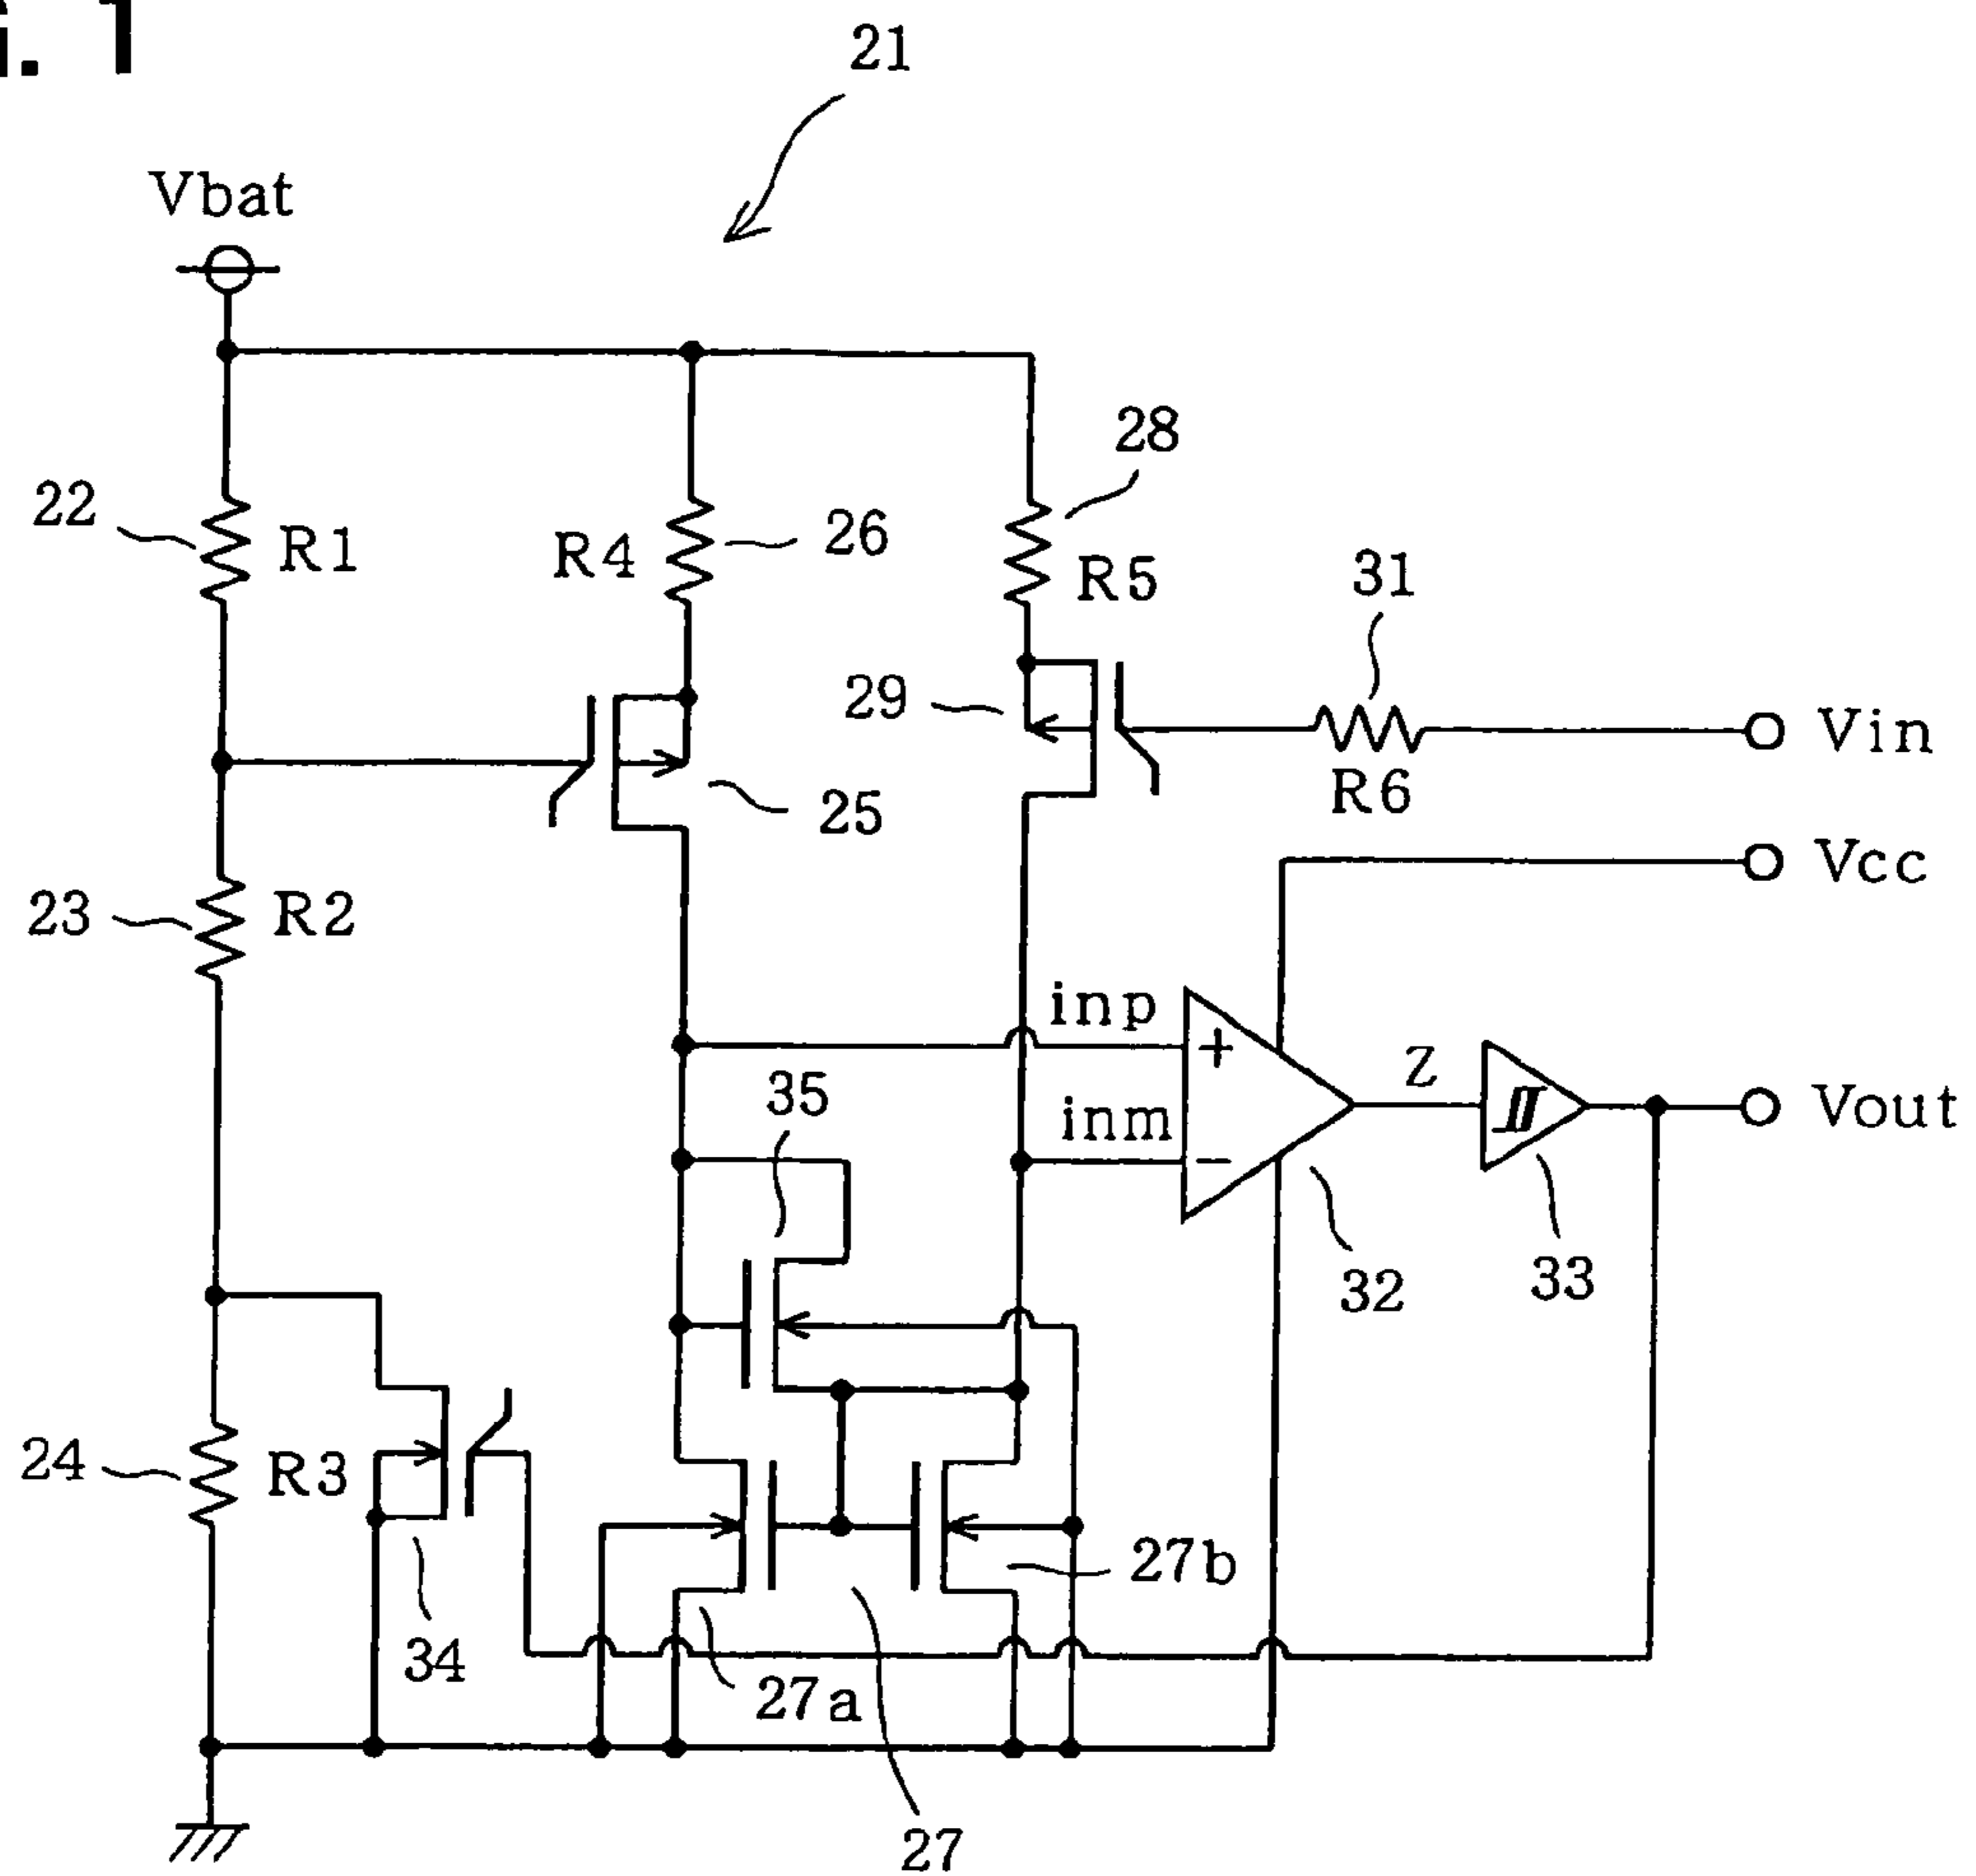 . 1
21
Vbat
28
22
R1
R4
26
R5
31
29
Vin
25
R6
Vcc
23
R2
inp
+
Z
35
inm
Vout
-
32
33
24
R3
27b
34
27a
27